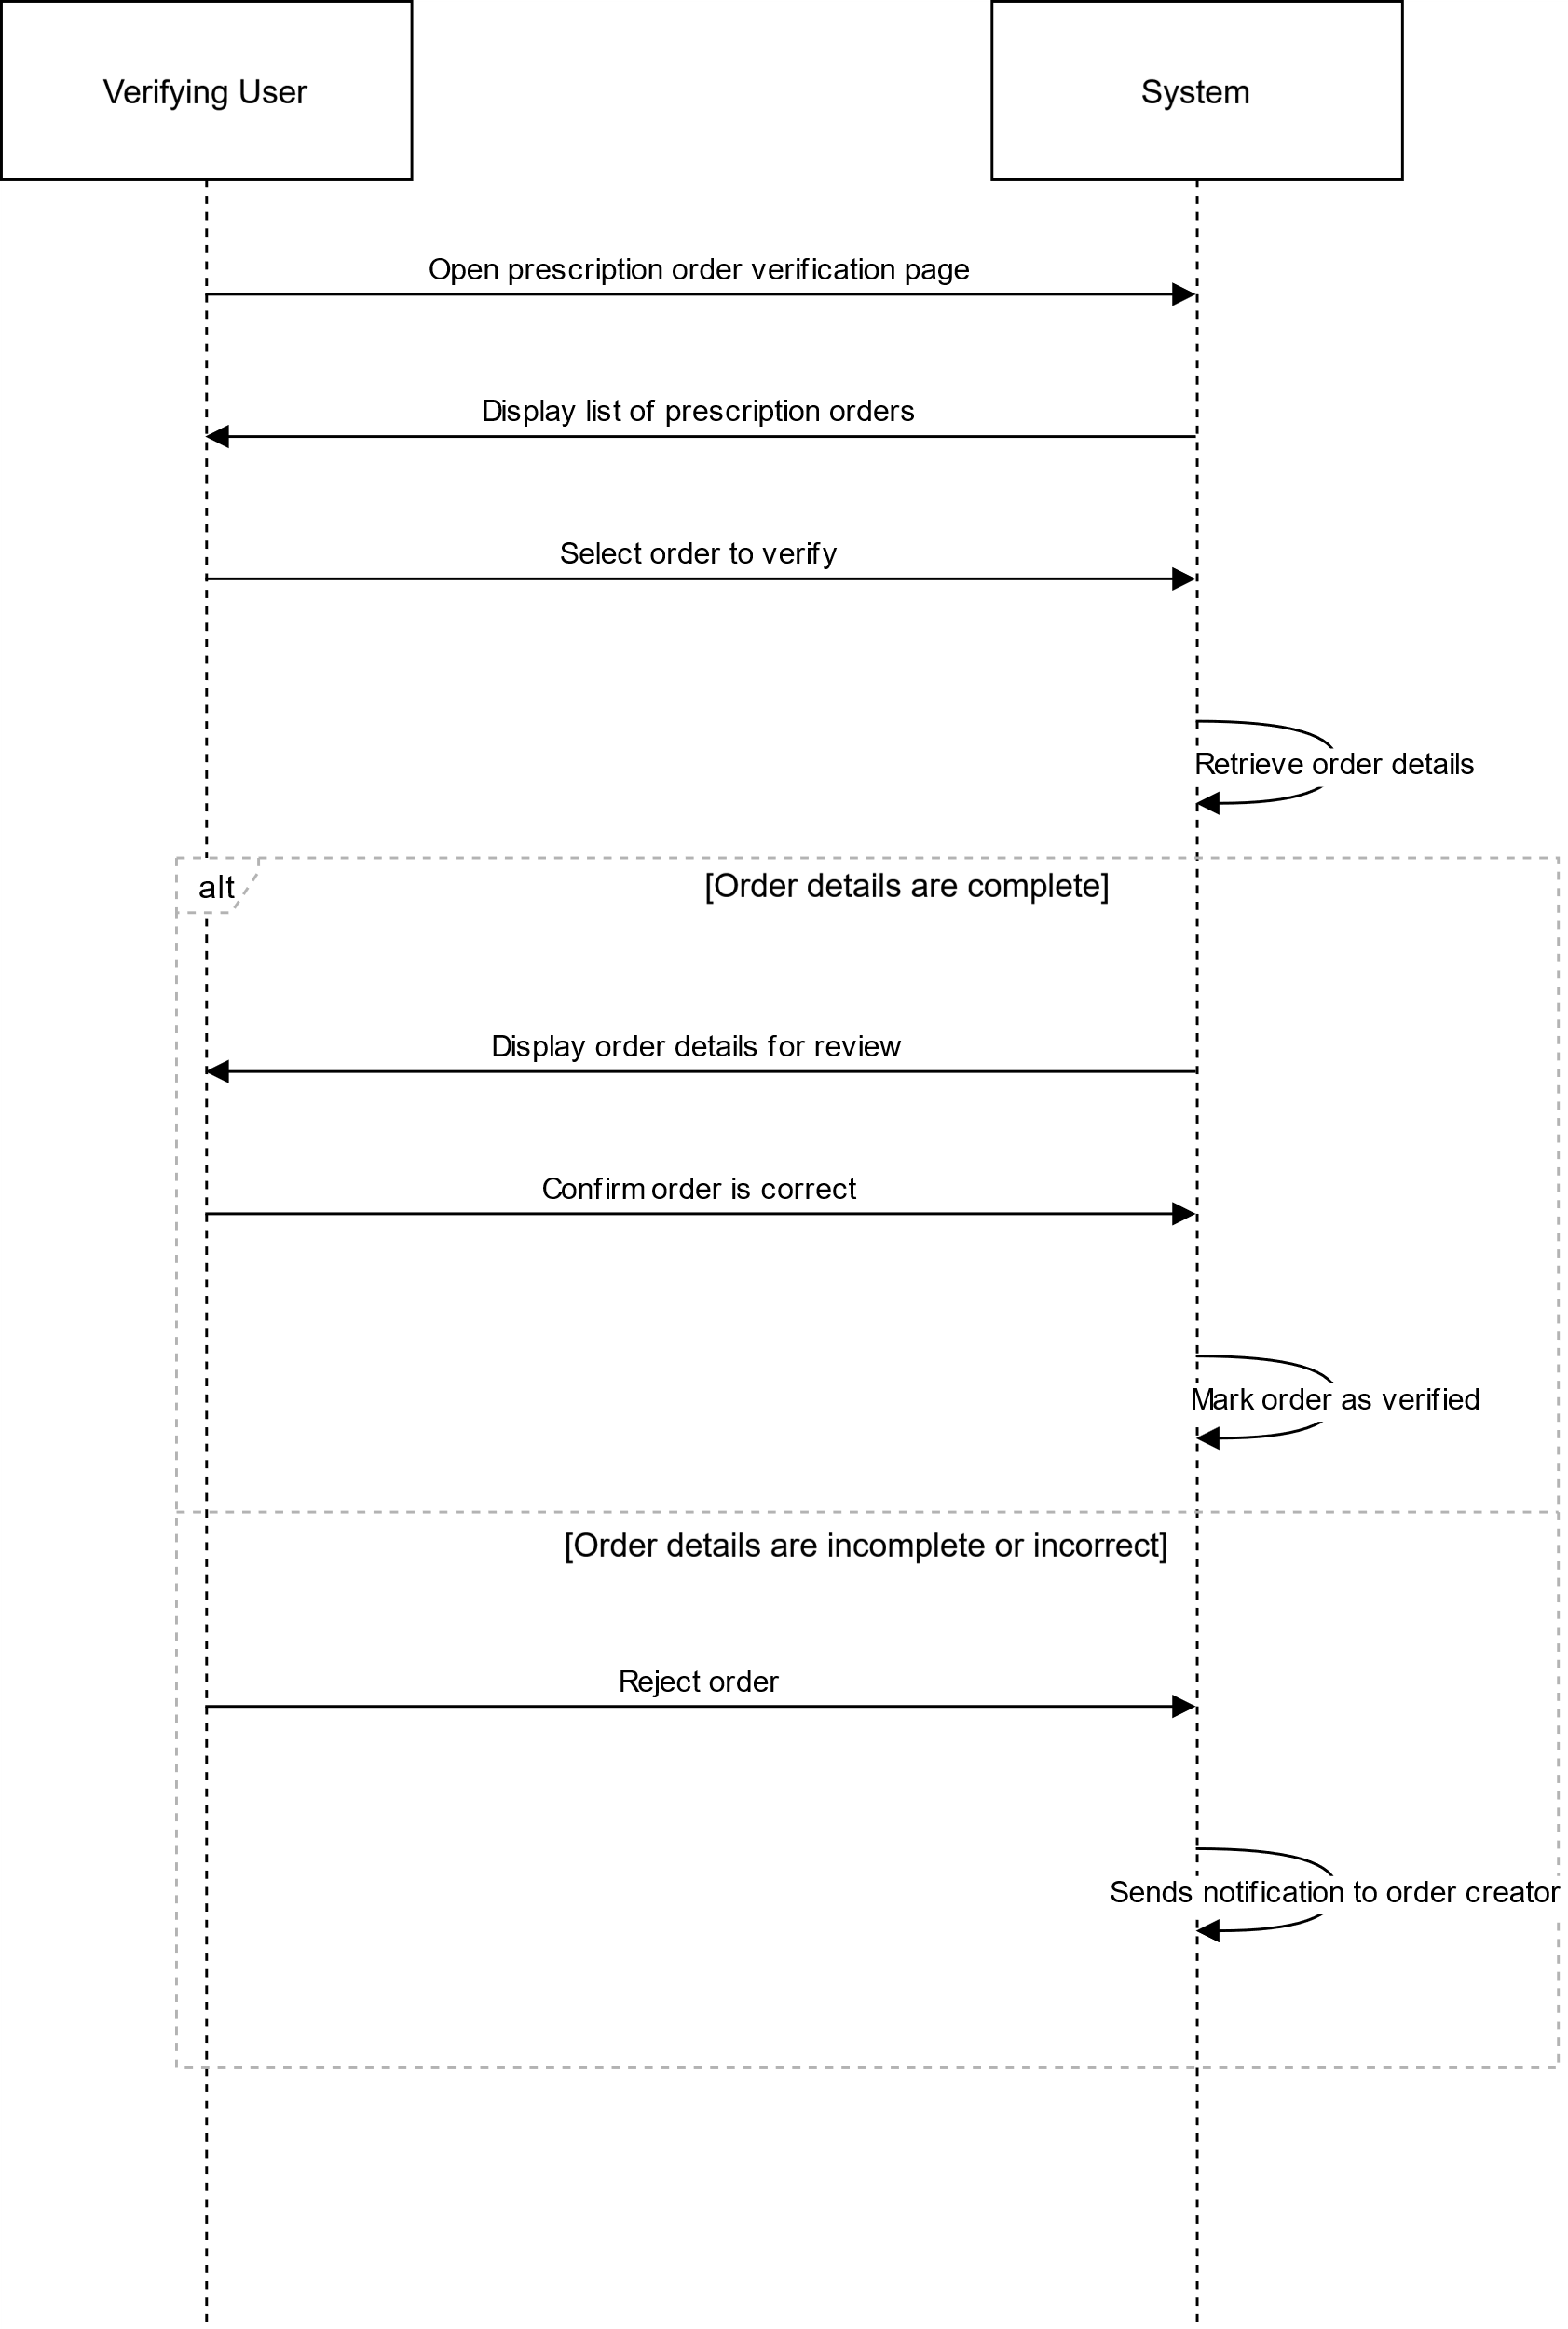 Verifying User
System
Open prescription order verification page
Display list of prescription orders
Select order to verify
Retrieve order details
alt
[Order details are complete]
Display order details for review
Confirm order is correct
Mark order as verified
[Order details are incomplete or incorrect]
Reject order
Sends notification to order creator